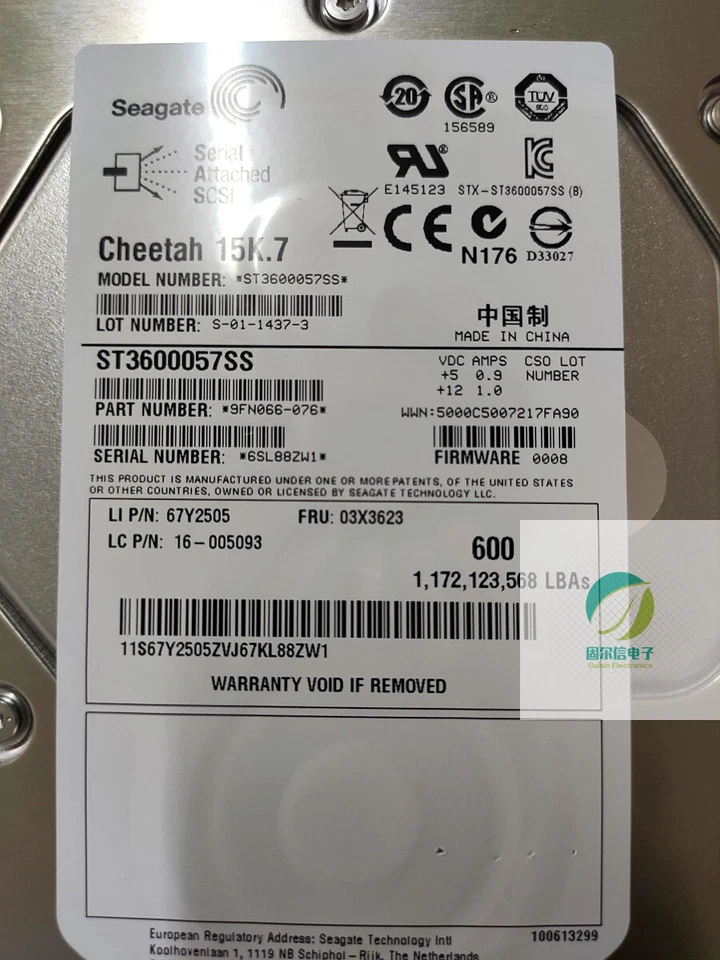 Seagate
20
SA ®
156589
TÜV
Serial
Attached
SCSI
E145123 STX-ST3600057SS (B)
CE
N176 D33027
Cheetah 15K.7
MODEL NUMBER: *ST3600057SS*
LOT NUMBER: S-01-1437-3
中国制
MADE IN CHINA
ST3600057SS
VDC AMPS CSO LOT
+5 0.9 NUMBER
+12 1.0
PART NUMBER: *9FN066-076*
WWN:5000C5007217FA90
SERIAL NUMBER: *6SL88ZW1*
FIRMWARE 0008
THIS PRODUCT IS MANUFACTURED UNDER ONE OR MORE PATENTS, OF THE UNITED STATES
OR OTHER COUNTRIES, OWNED OR LICENSED BY SEAGATE TECHNOLOGY LLC.
LI P/N: 67Y2505 FRU: 03X3623
LC P/N: 16-005093
600
1,172,123,568 LBAs
11S67Y2505ZVJ67KL88ZW1
WARRANTY VOID IF REMOVED
固尔信电子
Guixin Electronics
European Regulatory Address: Seagate Technology Intl
Koolhovenlaan 1, 1119 NB Schiphol-Rijk, The Netherlands
100613299